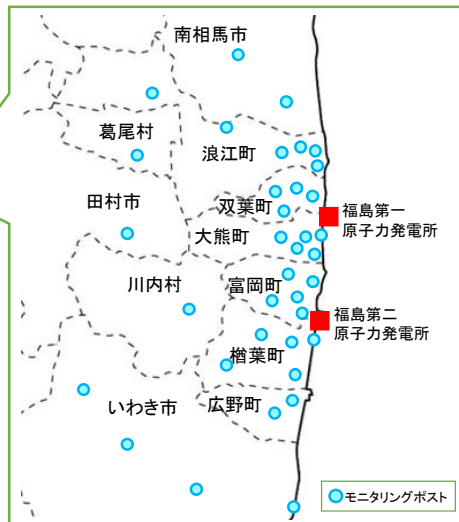 南相馬市
葛尾村
浪江町
田村市
双葉町
福島第一
原子力発電所
大熊町
川内村
富岡町
福島第二
原子力発電所
楢葉町
いわき市
広野町
モニタリングポスト